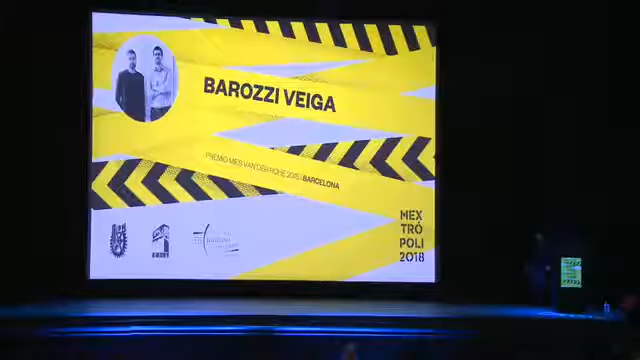 BAROZZI VEIGA
PREMIO MIES VAN DER ROHE 2015 · BARCELONA
MEX
TRÓ
POLI
2018